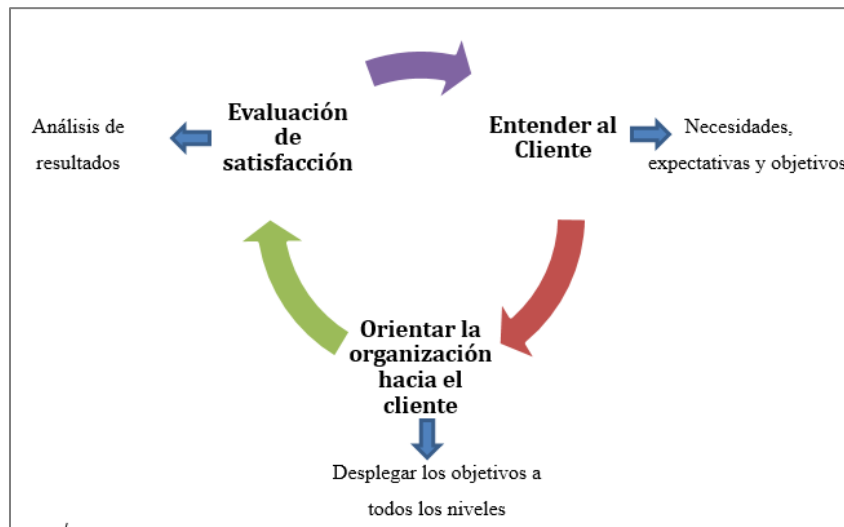 Evaluación
de
satisfacción
Análisis de
resultados
Entender al
Cliente
Necesidades,
expectativas y objetivos
Orientar la
organización
hacia el
cliente
Desplegar los objetivos a
todos los niveles